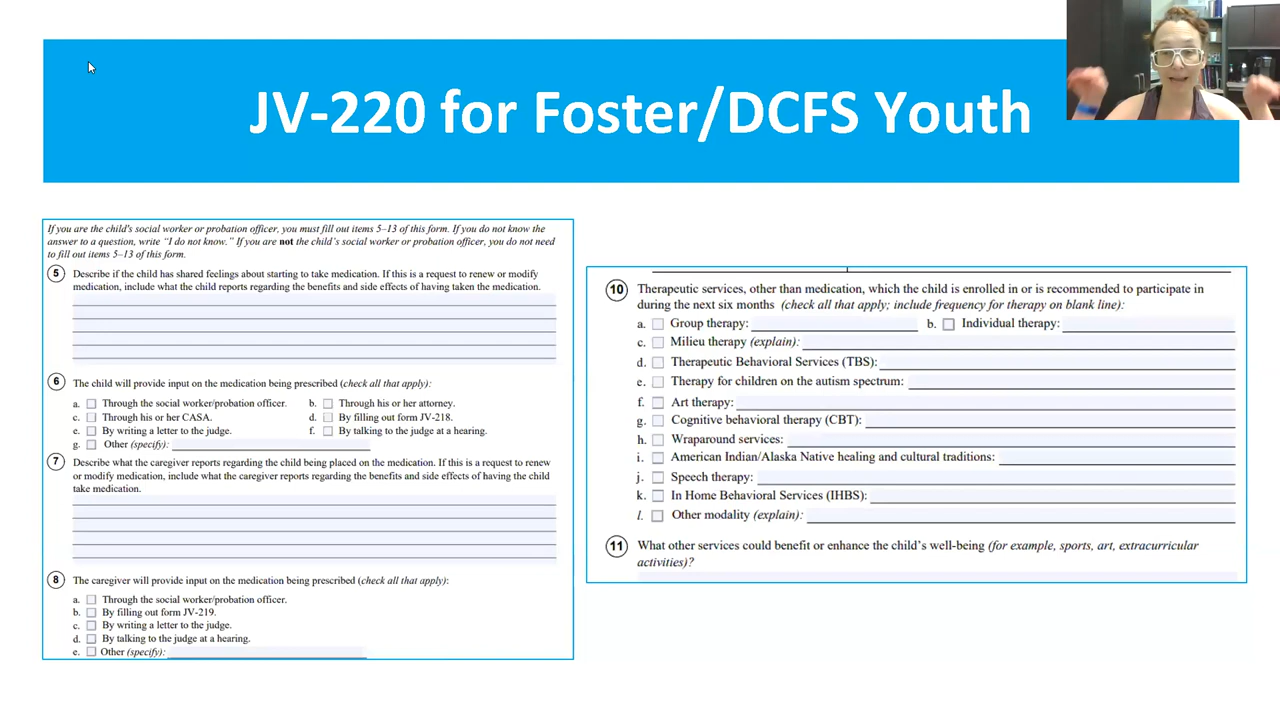 JV-220 for Foster/DCFS Youth
If you are the child's social worker or probation officer, you must fill out items 5–13 of this form. If you do not know the
answer to a question, write “I do not know.” If you are not the child’s social worker or probation officer, you do not need
to fill out items 5–13 of this form.
5 Describe if the child has shared feelings about starting to take medication. If this is a request to renew or modify
medication, include what the child reports regarding the benefits and side effects of having taken the medication.
6 The child will provide input on the medication being prescribed (check all that apply):
a. Through the social worker/probation officer. b. Through his or her attorney.
c. Through his or her CASA. d. By filling out form JV-218.
e. By writing a letter to the judge. f. By talking to the judge at a hearing.
g. Other (specify):
7 Describe what the caregiver reports regarding the child being placed on the medication. If this is a request to renew
or modify medication, include what the caregiver reports regarding the benefits and side effects of having the child
take medication.
8 The caregiver will provide input on the medication being prescribed (check all that apply):
a. Through the social worker/probation officer.
b. By filling out form JV-219.
c. By writing a letter to the judge.
d. By talking to the judge at a hearing.
e. Other (specify):
10 Therapeutic services, other than medication, which the child is enrolled in or is recommended to participate in
during the next six months (check all that apply; include frequency for therapy on blank line):
a. Group therapy: b. Individual therapy:
c. Milieu therapy (explain):
d. Therapeutic Behavioral Services (TBS):
e. Therapy for children on the autism spectrum:
f. Art therapy:
g. Cognitive behavioral therapy (CBT):
h. Wraparound services:
i. American Indian/Alaska Native healing and cultural traditions:
j. Speech therapy:
k. In Home Behavioral Services (IHBS):
l. Other modality (explain):
11 What other services could benefit or enhance the child’s well-being (for example, sports, art, extracurricular
activities)?